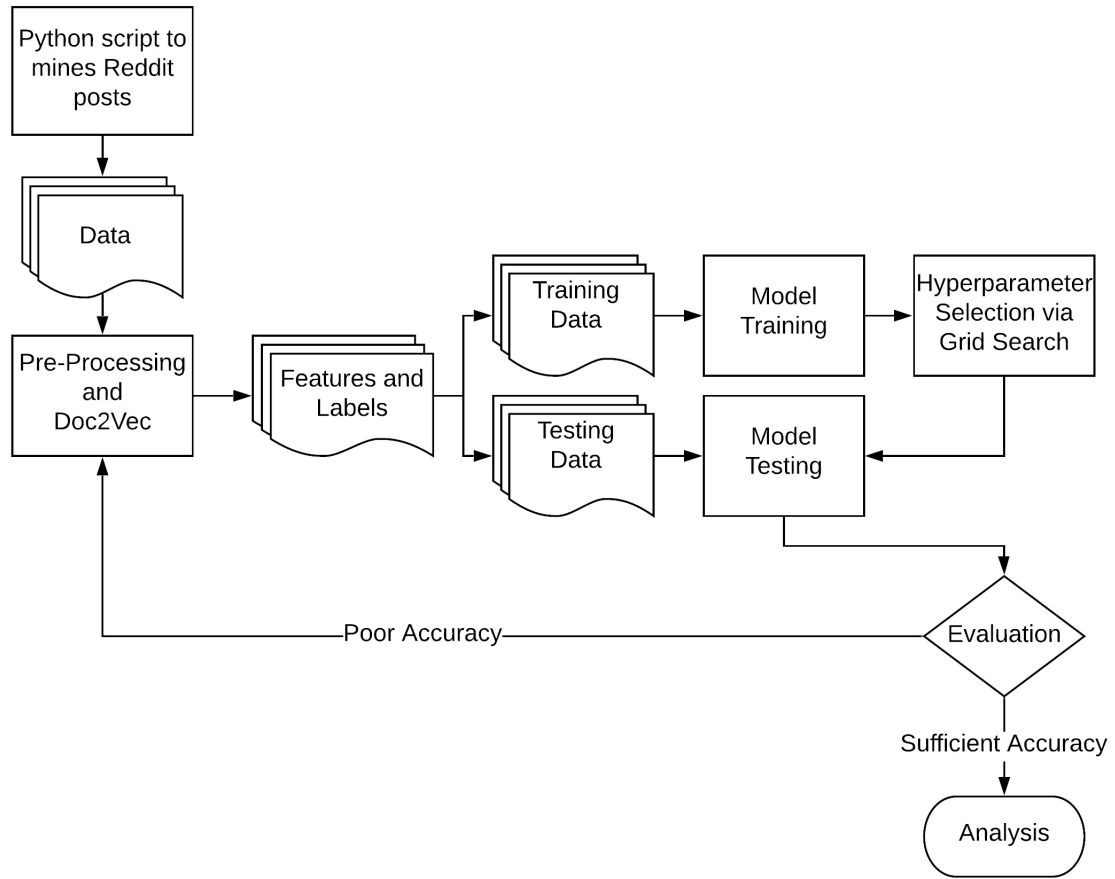 Python script to
mines Reddit
posts
Data
Pre-Processing
and
Doc2Vec
Features and
Labels
Training
Data
Model
Training
Hyperparameter
Selection via
Grid Search
Testing
Data
Model
Testing
Evaluation
Poor Accuracy
Sufficient Accuracy
Analysis